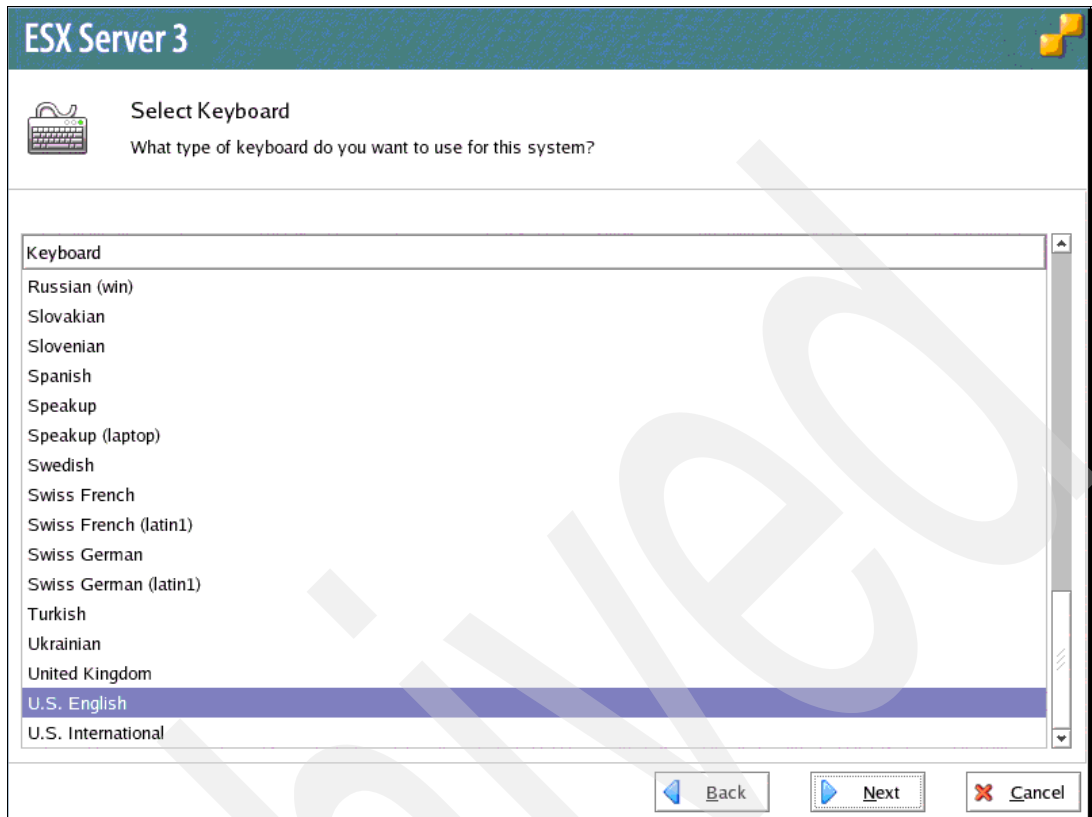 ESX Server 3
Select Keyboard
What type of keyboard do you want to use for this system?
Keyboard
Russian (win)
Slovakian
Slovenian
Spanish
Speakup
Speakup (laptop)
Swedish
Swiss French
Swiss French (latin1)
Swiss German
Swiss German (latin1)
Turkish
Ukrainian
United Kingdom
U.S. English
U.S. International
Back Next Cancel
hived